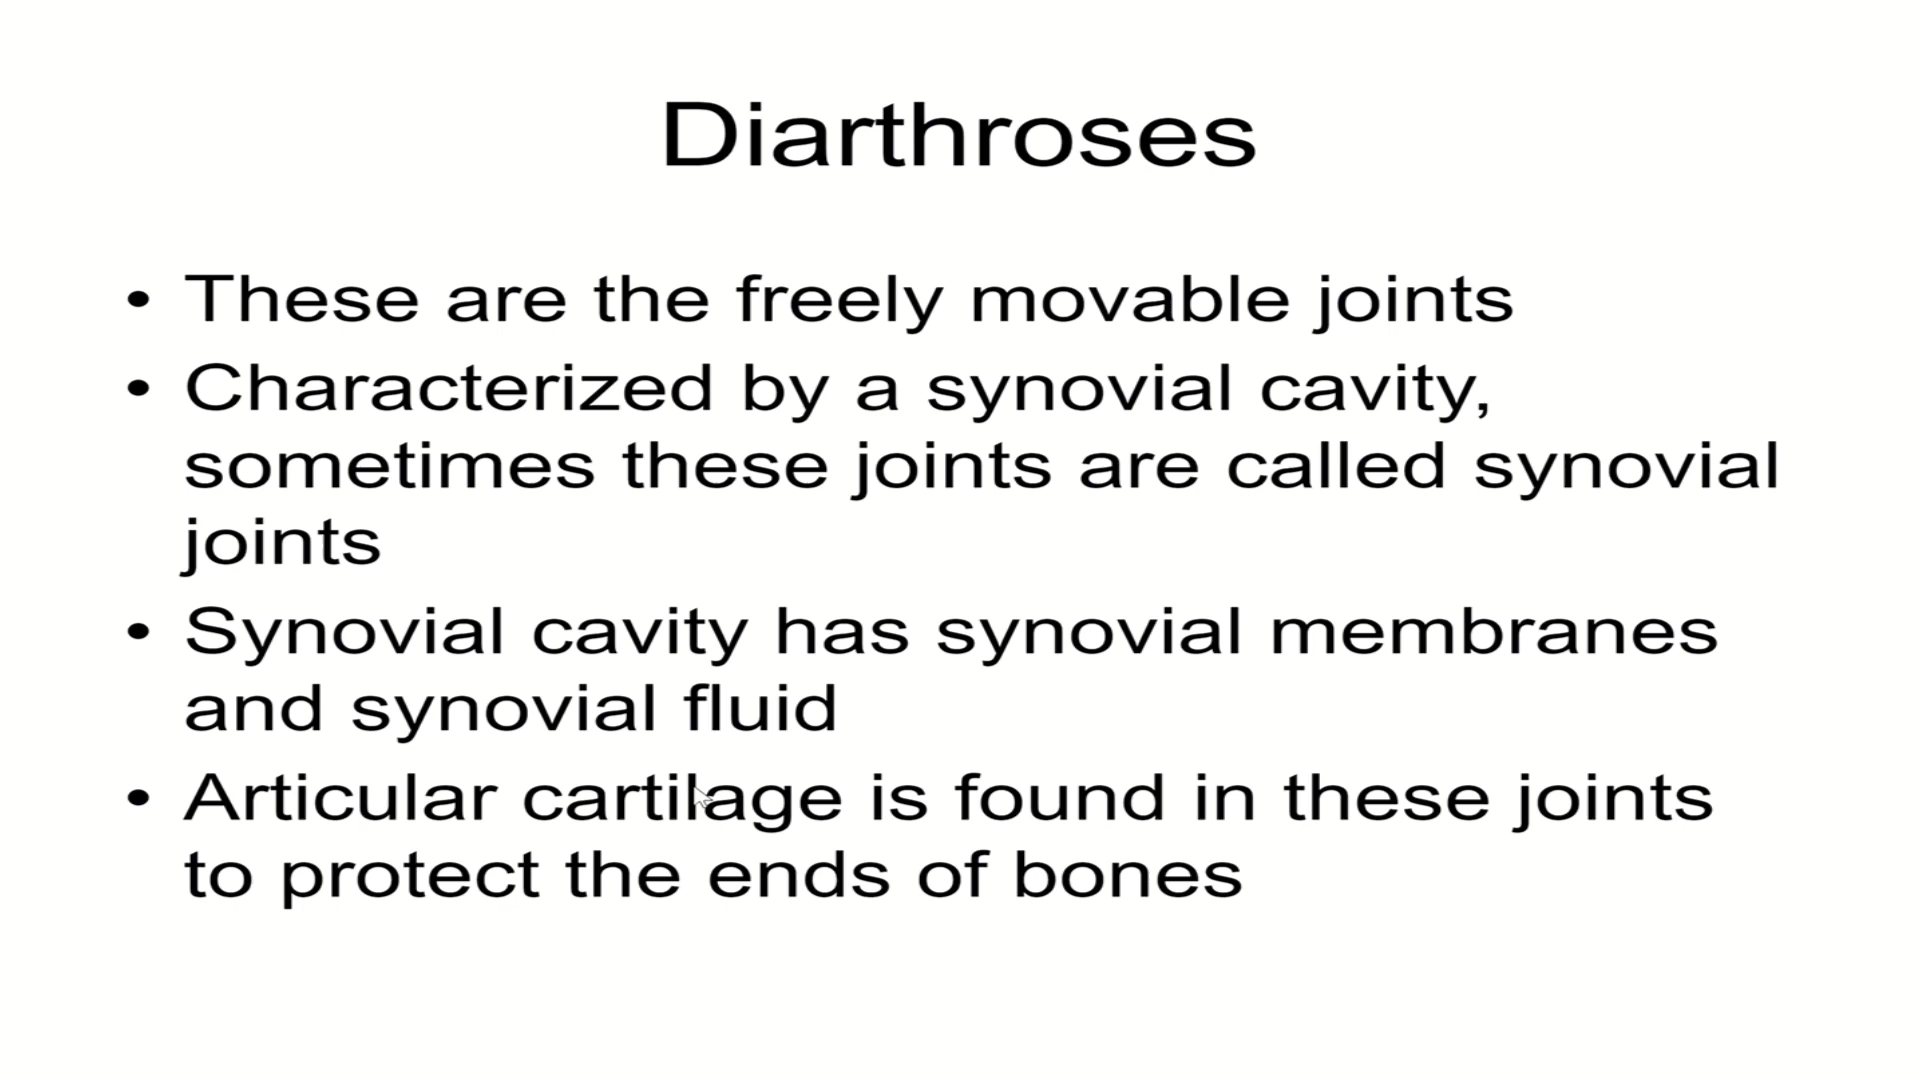 Diarthroses
• These are the freely movable joints
• Characterized by a synovial cavity,
sometimes these joints are called synovial
joints
• Synovial cavity has synovial membranes
and synovial fluid
• Articular cartilage is found in these joints
to protect the ends of bones